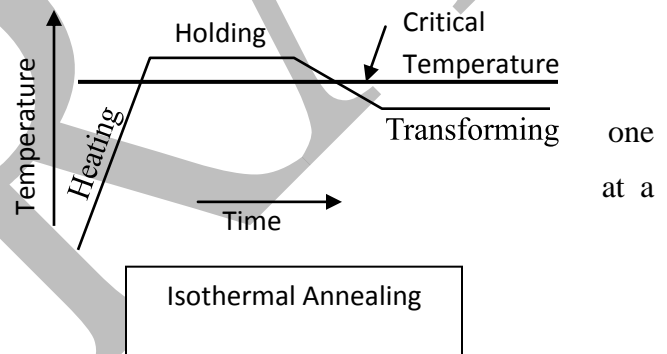 Holding
Critical
Temperature
Temperature
Heating
Transforming one
at a
Time
Isothermal Annealing